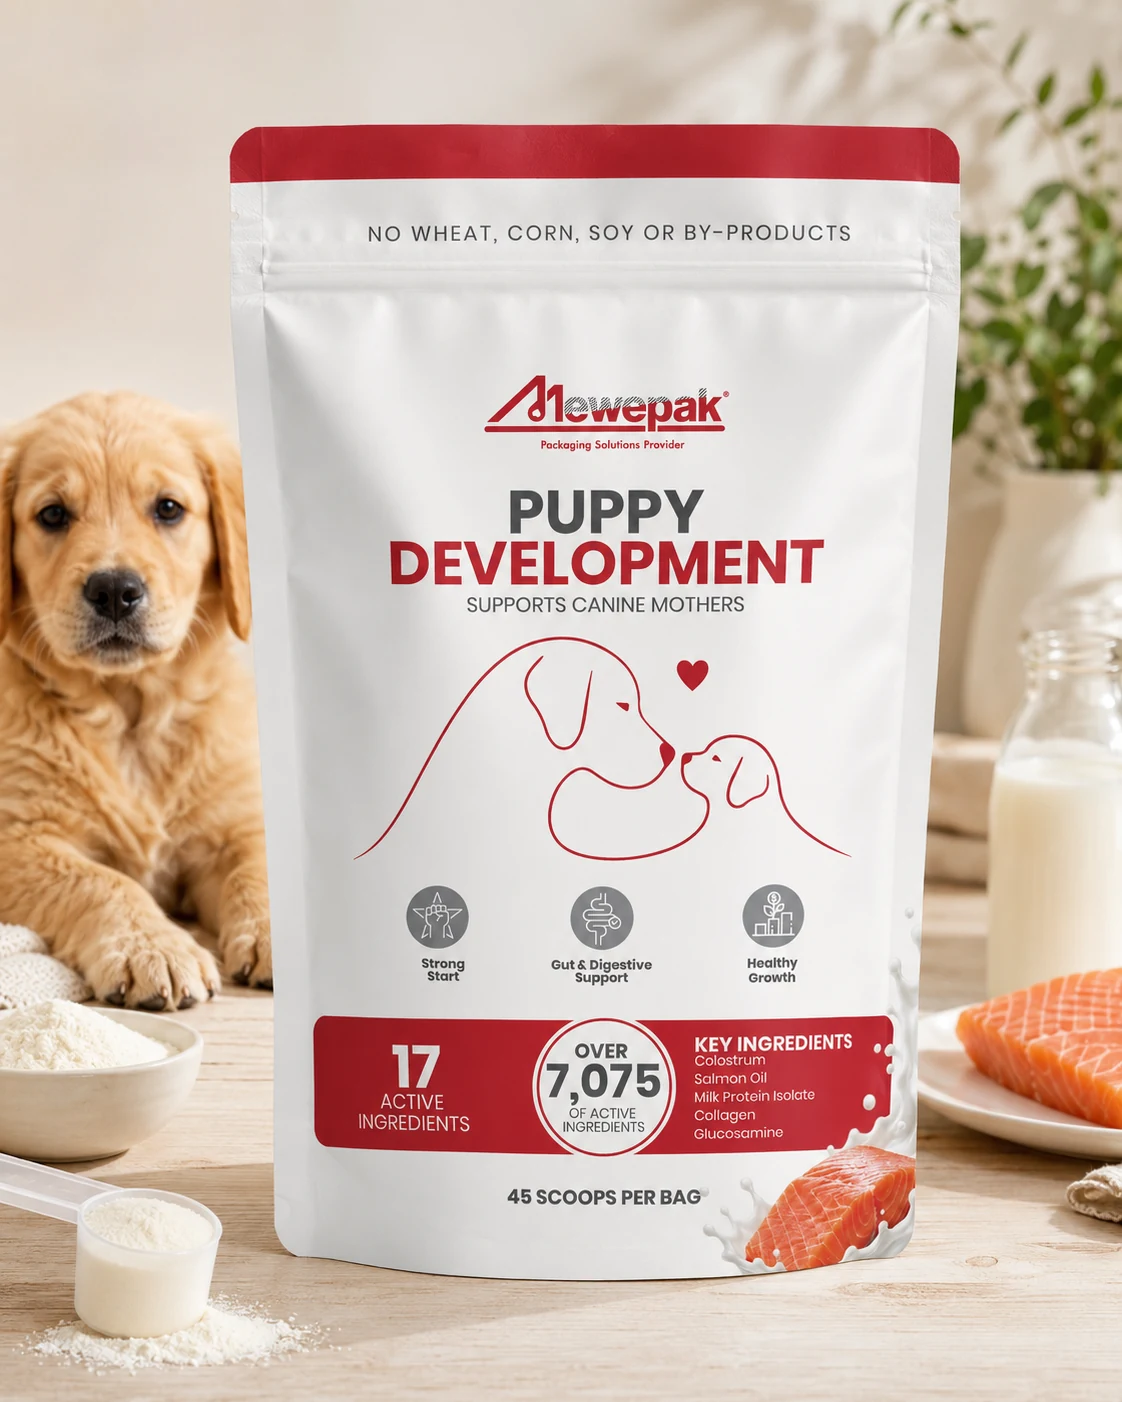 NO WHEAT, CORN, SOY OR BY-PRODUCTS
Mewepak®
Packaging Solutions Provider
PUPPY
DEVELOPMENT
SUPPORTS CANINE MOTHERS
Strong
Start
Gut & Digestive
Support
Healthy
Growth
17
ACTIVE
INGREDIENTS
OVER
7,075
OF ACTIVE
INGREDIENTS
KEY INGREDIENTS
Colostrum
Salmon Oil
Milk Protein Isolate
Collagen
Glucosamine
45 SCOOPS PER BAG